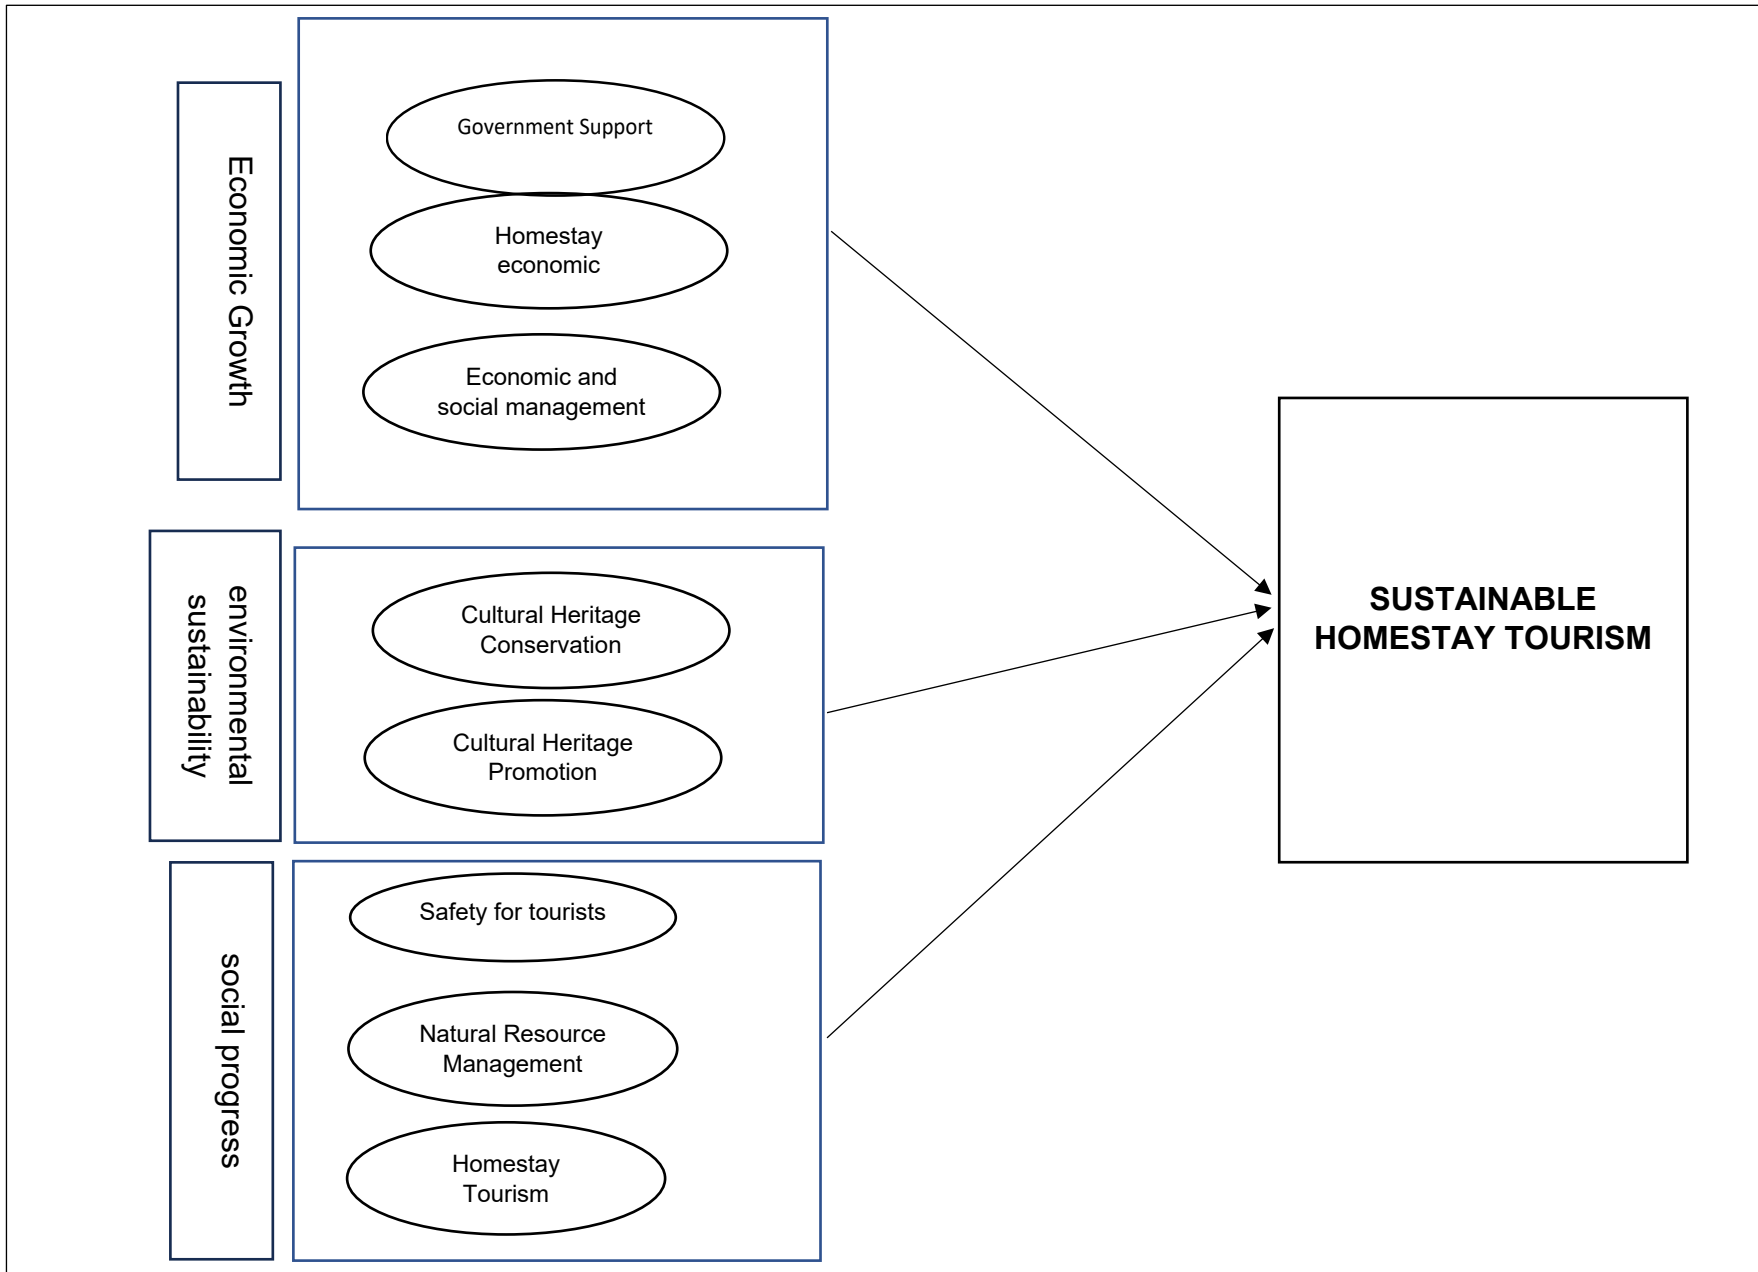 Economic Growth
Government Support
Homestay
economic
Economic and
social management
environmental
sustainability
Cultural Heritage
Conservation
Cultural Heritage
Promotion
social progress
Safety for tourists
Natural Resource
Management
Homestay
Tourism
SUSTAINABLE
HOMESTAY TOURISM